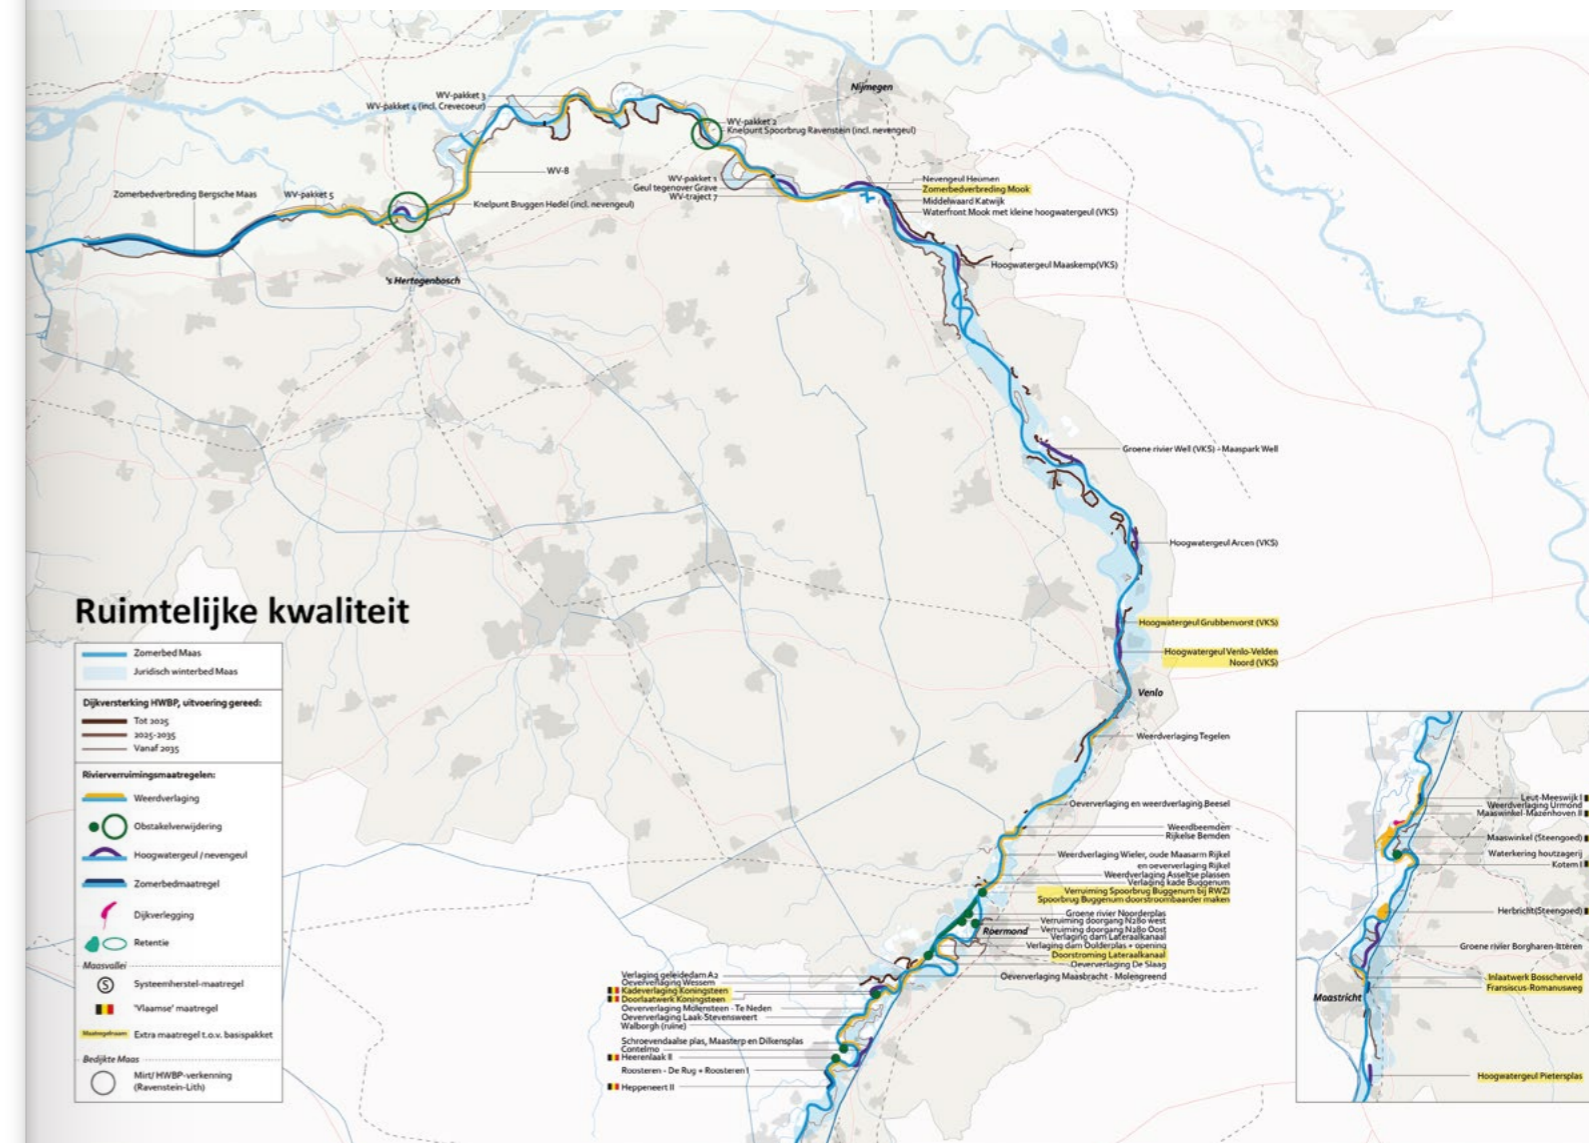 Nijmegen
WV-pakket 3
WV-pakket 4 (incl. Crevecoeur)
WV-pakket 2
Knelpunt Spoorbrug Ravenstein (incl. nevengeul)
WV-8
WV-pakket 1
Geul tegenover Grave
WV-traject 7
Nevengeul Heumen
Zomerbedverbreding Mook
Middelwaard Katwijk
Waterfront Mook met kleine hoogwatergeul (VKS)
Zomerbedverbreding Bergsche Maas
WV-pakket 5
Knelpunt Bruggen Hedel (incl. nevengeul)
's Hertogenbosch
Hoogwatergeul Maaskemp(VKS)
Groene rivier Well (VKS) - Maaspark Well
Hoogwatergeul Arcen (VKS)
Hoogwatergeul Grubbenvorst (VKS)
Hoogwatergeul Venlo-Velden
Noord (VKS)
Venlo
Weerdverlaging Tegelen
Oeververlaging en weerdverlaging Beesel
Weerdbeemden
Rijkelse Bemden
Weerdverlaging Wieler, oude Maasarm Rijkel
en oeververlaging Rijkel
Weerdverlaging Asseltse plassen
Verlaging kade Buggenum
Verruiming Spoorbrug Buggenum bij RWZI
Spoorbrug Buggenum doorstroombaarder maken
Groene rivier Noorderplas
Verruiming doorgang N280 west
Verruiming doorgang N280 Oost
Roermond
Verlaging dam Lateraalkanaal
Verlaging dam Oolderplas + opening
Doorstroming Lateraalkanaal
Oeververlaging De Slaag
Oeververlaging Maasbracht - Molengreend
Verlaging geleidedam A2
Oeververlaging Wessem
Kadeverlaging Koningsteen
Doorlaatwerk Koningsteen
Oeververlaging Molensteen - Te Neden
Oeververlaging Laak Stevensweert
Walborgh (ruïne)
Schroevendaalse plas, Maasterp en Dilkensplas
Contelmo
Heerenlaak II
Roosteren - De Rug + Roosteren I
Heppeneert II
Ruimtelijke kwaliteit
Zomerbed Maas
Juridisch winterbed Maas
Dijkversterking HWBP, uitvoering gereed:
Tot 2025
2025-2035
Vanaf 2035
Rivierverruimingsmaatregelen:
Weerdverlaging
Obstakelverwijdering
Hoogwatergeul / nevengeul
Zomerbedmaatregel
Dijkverlegging
Retentie
Maasvallei
S Systeemherstel-maatregel
'Vlaamse' maatregel
Maatregelnaam Extra maatregel t.o.v. basispakket
Bedijkte Maas
Mirt/ HWBP-verkenning
(Ravenstein-Lith)
Leut-Meeswijk I
Weerdverlaging Urmond
Maaswinkel-Mazenhoven II
Maaswinkel (Steengoed)
Waterkering houtzagerij
Kotem I
Herbricht(Steengoed)
Groene rivier Borgharen-Itteren
Inlaatwerk Bosscherveld
Fransiscus-Romanusweg
Maastricht
Hoogwatergeul Pietersplas